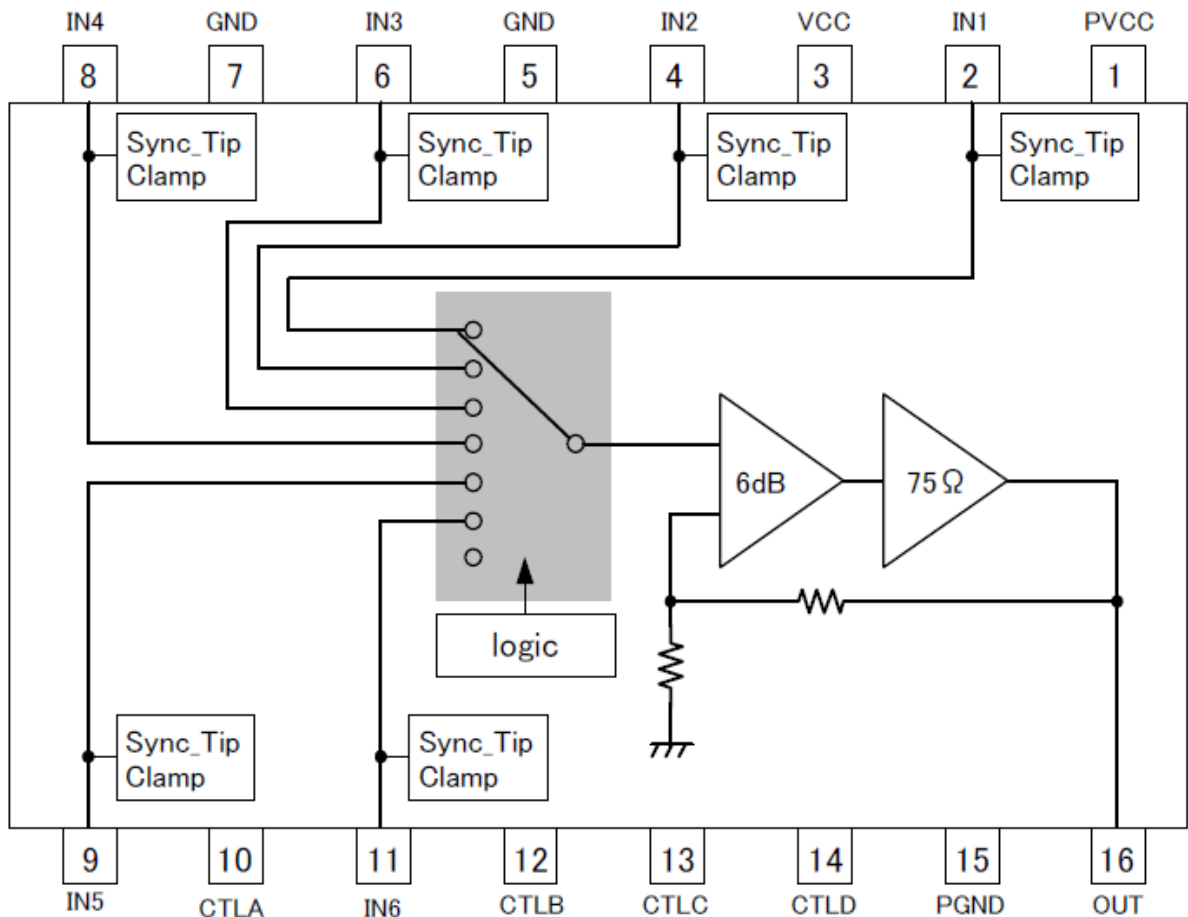 IN4 GND IN3 GND IN2 VCC IN1 PVCC
8 7 6 5 4 3 2 1
Sync_Tip
Clamp
Sync_Tip
Clamp
Sync_Tip
Clamp
Sync_Tip
Clamp
6dB
75Ω
logic
Sync_Tip
Clamp
Sync_Tip
Clamp
9 10 11 12 13 14 15 16
IN5 CTLA IN6 CTLB CTLC CTLD PGND OUT